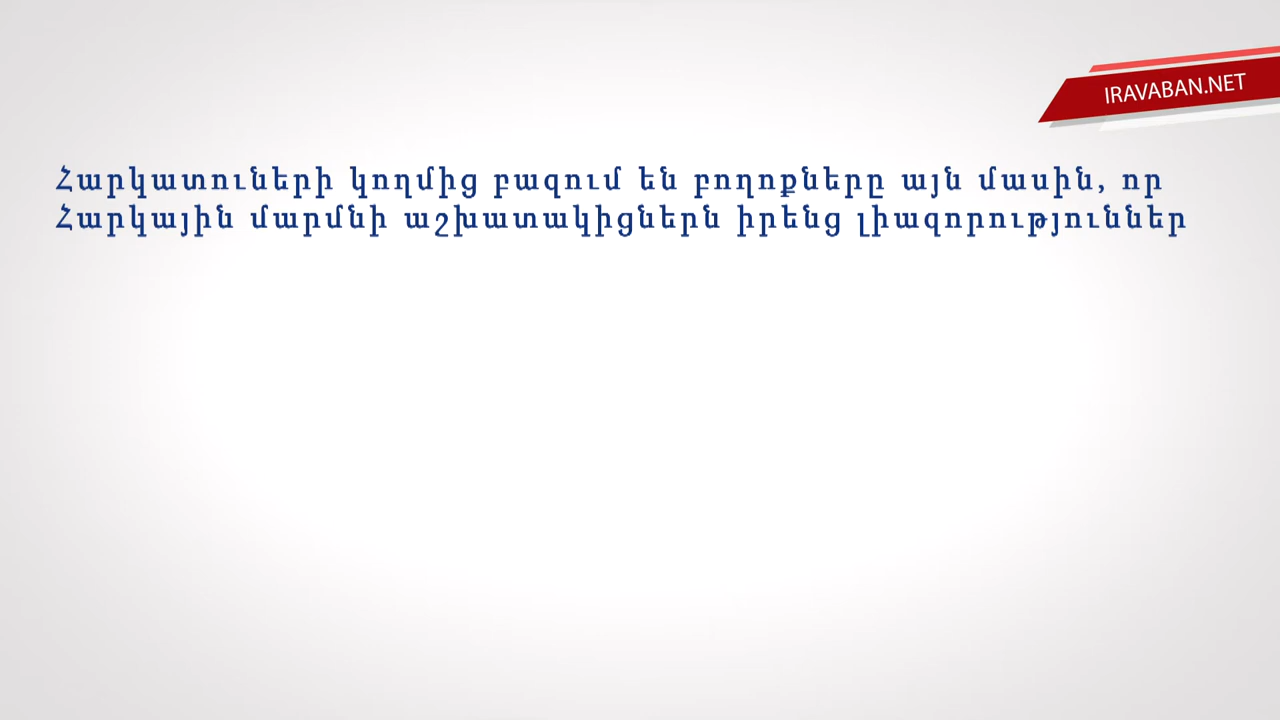 IRAVABAN.NET
Հարկատուների կողմից բազում են բողոքները այն մասին, որ
Հարկային մարմնի աշխատակիցներն իրենց լիազորություններ